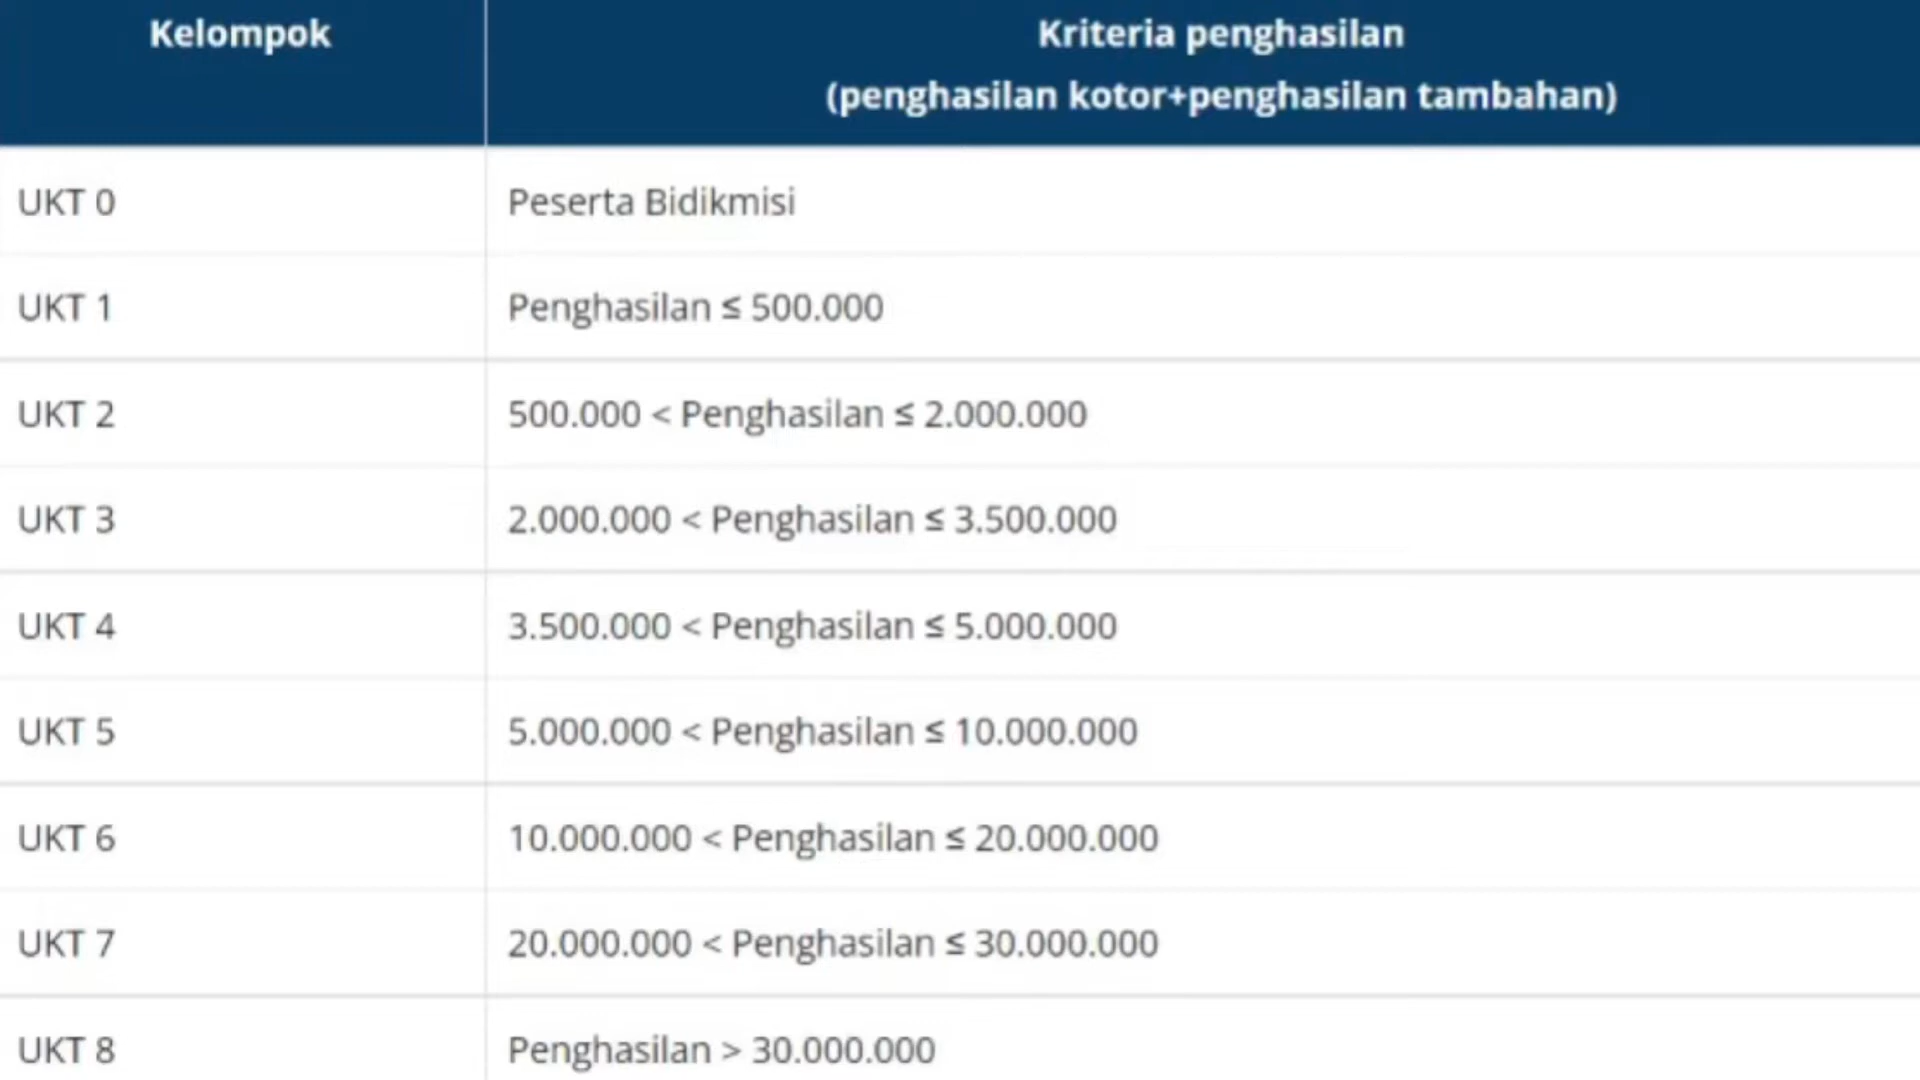 Kelompok
Kriteria penghasilan
(penghasilan kotor+penghasilan tambahan)
UKT 0 Peserta Bidikmisi
UKT 1 Penghasilan ≤ 500.000
UKT 2 500.000 < Penghasilan ≤ 2.000.000
UKT 3 2.000.000 < Penghasilan ≤ 3.500.000
UKT 4 3.500.000 < Penghasilan ≤ 5.000.000
UKT 5 5.000.000 < Penghasilan ≤ 10.000.000
UKT 6 10.000.000 < Penghasilan ≤ 20.000.000
UKT 7 20.000.000 < Penghasilan ≤ 30.000.000
UKT 8 Penghasilan > 30.000.000